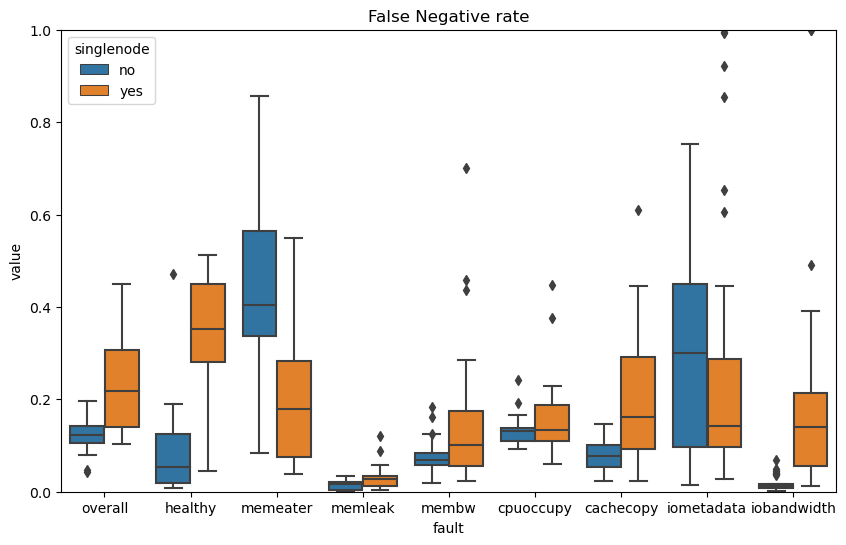 False Negative rate
singlenode
no
yes
1.0
0.8
0.6
0.4
0.2
0.0
value
overall healthy memeater memleak membw cpuoccupy cachecopy iometadata iobandwidth
fault